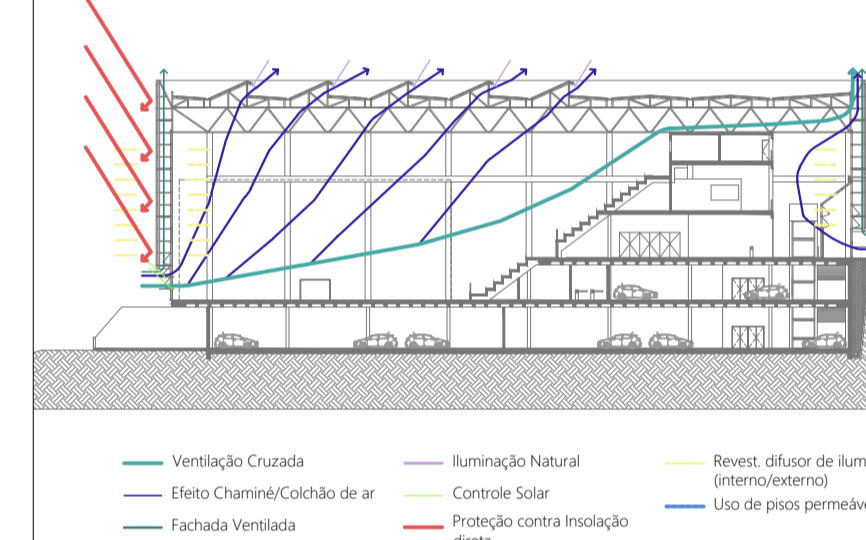 Ventilação Cruzada
Efeito Chaminé/Colchão de ar
Fachada Ventilada
Iluminação Natural
Controle Solar
Proteção contra Insolação
direta
Revest. difusor de ilum
(interno/externo)
Uso de pisos permeáv